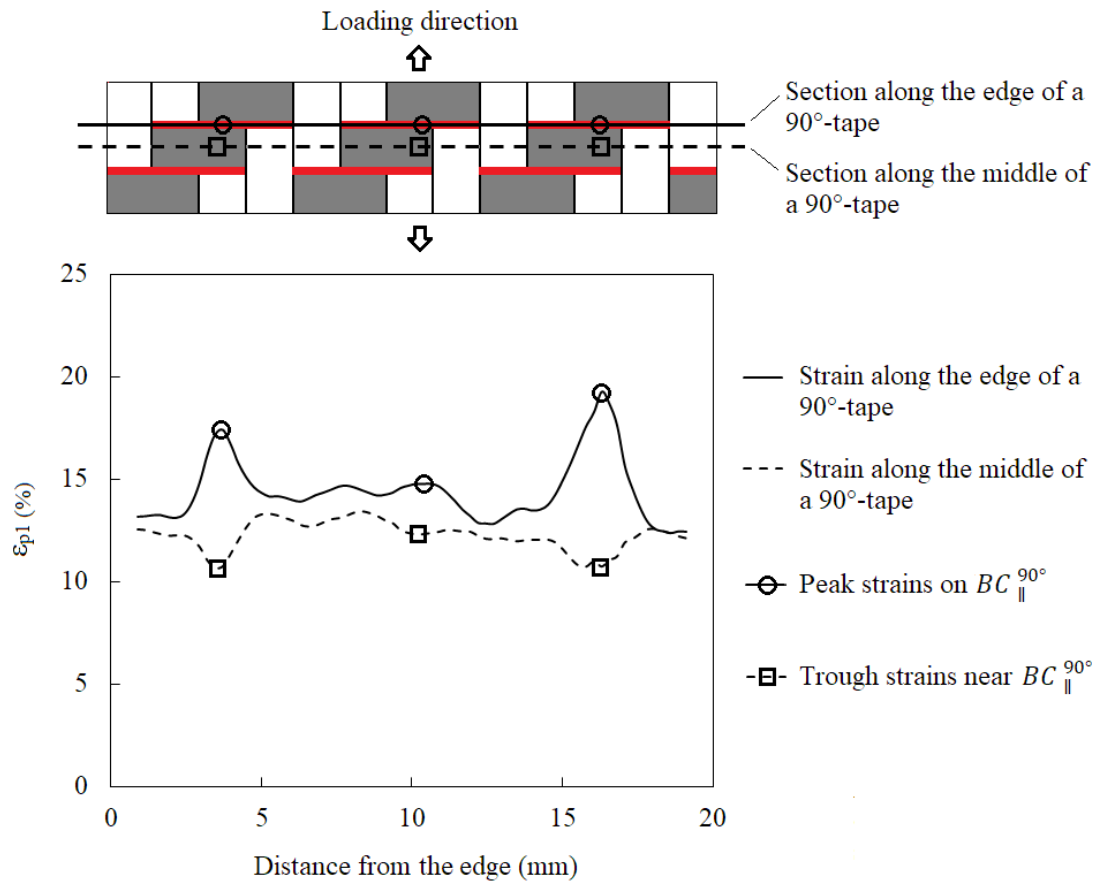 Loading direction
Section along the edge of a
90°-tape
Section along the middle of
a 90°-tape
25
20
15
10
5
0
εp1 (%)
0 5 10 15 20
Distance from the edge (mm)
Strain along the edge of a
90°-tape
Strain along the middle of
a 90°-tape
Peak strains on BC ∥ 90°
Trough strains near BC ∥ 90°